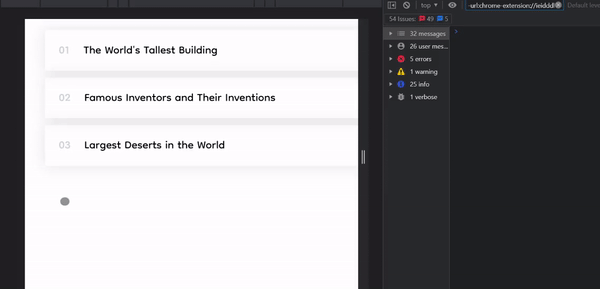 top
-url:chrome-extension://ieidddf
Default leve
54 Issues: 49 5
32 messages
26 user mes...
5 errors
1 warning
25 info
1 verbose
01 The World's Tallest Building
02 Famous Inventors and Their Inventions
03 Largest Deserts in the World